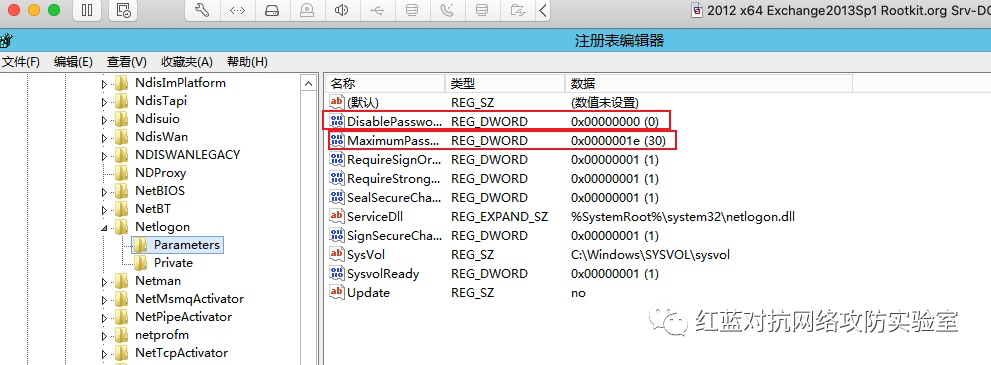 2012 x64 Exchange2013Sp1 Rootkit.org Srv-DC
注册表编辑器
文件(F) 编辑(E) 查看(V) 收藏夹(A) 帮助(H)
NdisImPlatform
NdisTapi
Ndisuio
NdisWan
NDISWANLEGACY
NDProxy
NetBIOS
NetBT
Netlogon
Parameters
Private
Netman
NetMsmqActivator
NetPipeActivator
netprofm
NetTcpActivator
名称 类型 数据
(默认) REG_SZ (数值未设置)
DisablePasswo... REG_DWORD 0x00000000 (0)
MaximumPass... REG_DWORD 0x0000001e (30)
RequireSignOr... REG_DWORD 0x00000001 (1)
RequireStrong... REG_DWORD 0x00000001 (1)
SealSecureCha... REG_DWORD 0x00000001 (1)
ServiceDll REG_EXPAND_SZ %SystemRoot%\system32\netlogon.dll
SignSecureCha... REG_DWORD 0x00000001 (1)
SysVol REG_SZ C:\Windows\SYSVOL\sysvol
SysvolReady REG_DWORD 0x00000001 (1)
Update REG_SZ no
红蓝对抗网络攻防实验室